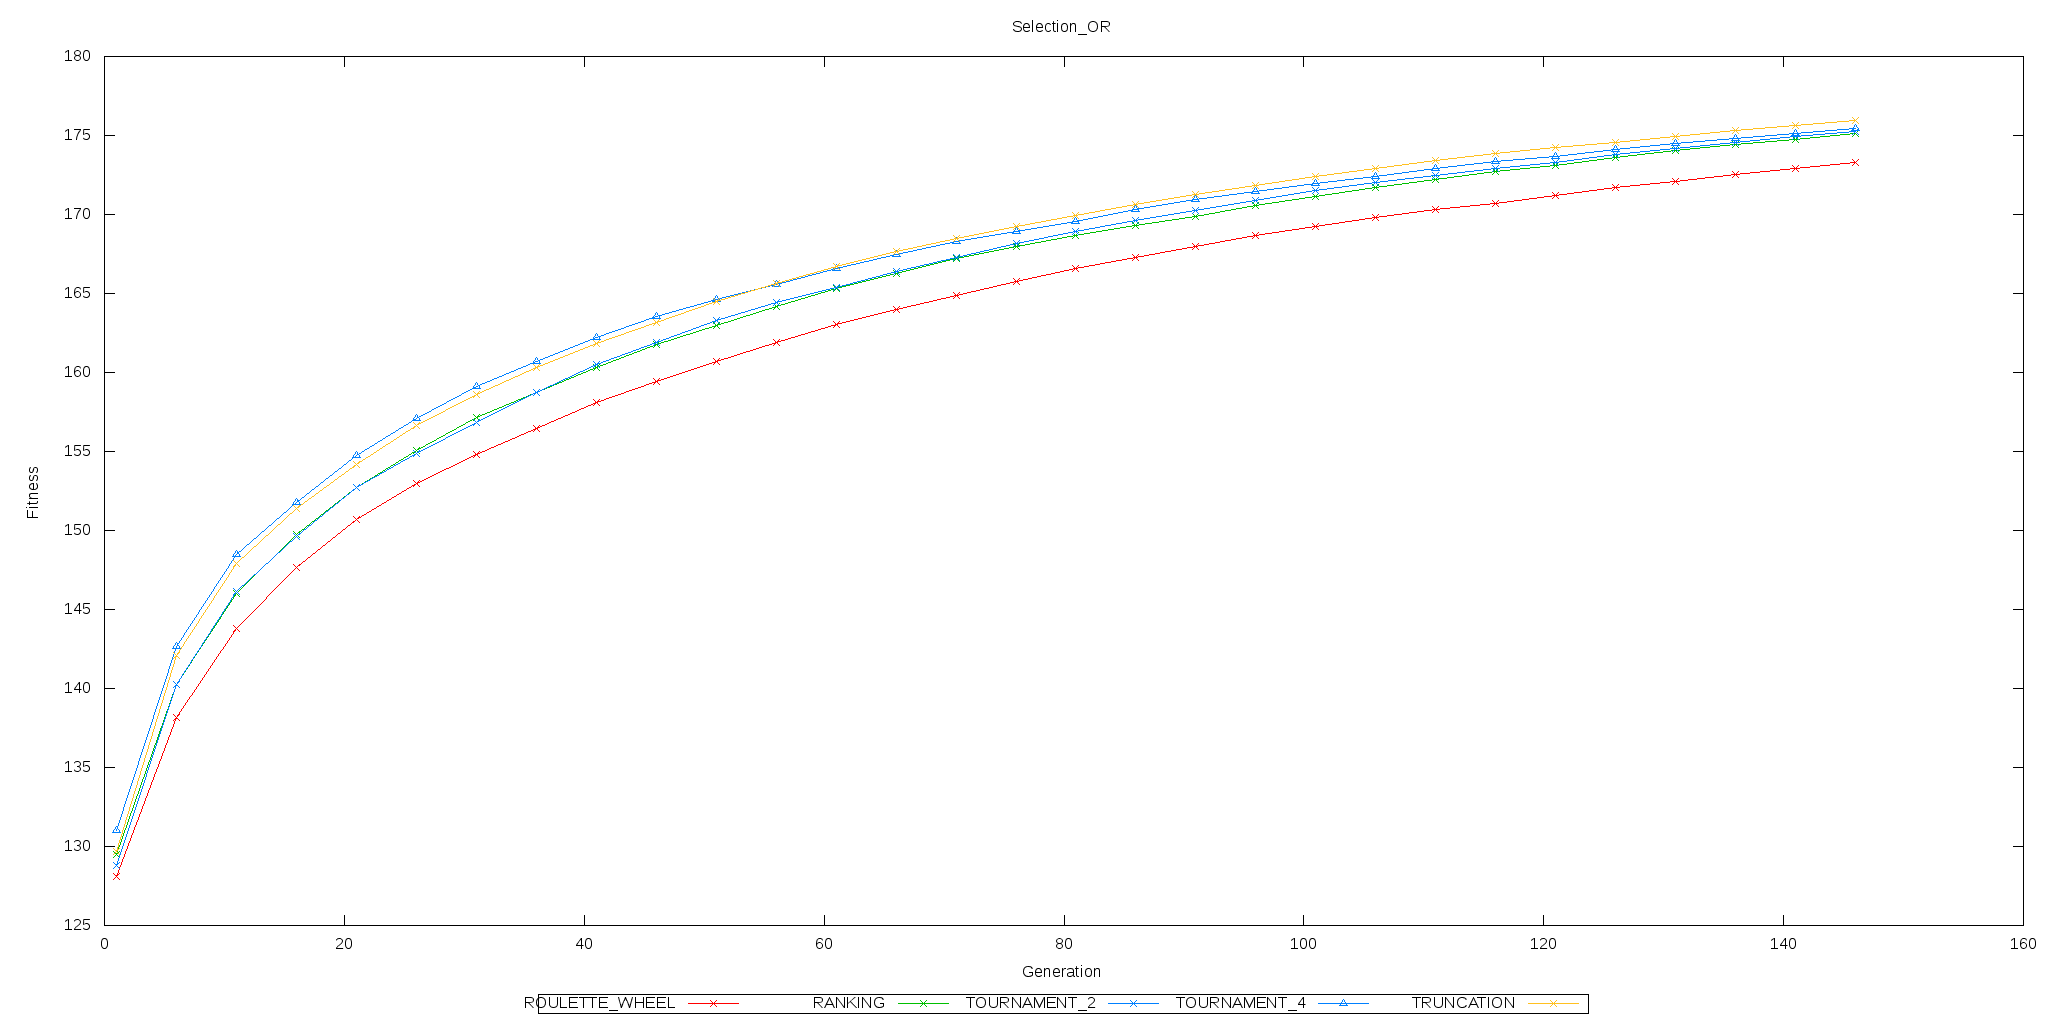 Selection_OR
180
175
170
165
160
155
150
145
140
135
130
125
Fitness
0 20 40 60 80 100 120 140 160
Generation
ROULETTE_WHEEL RANKING TOURNAMENT_2 TOURNAMENT_4 TRUNCATION